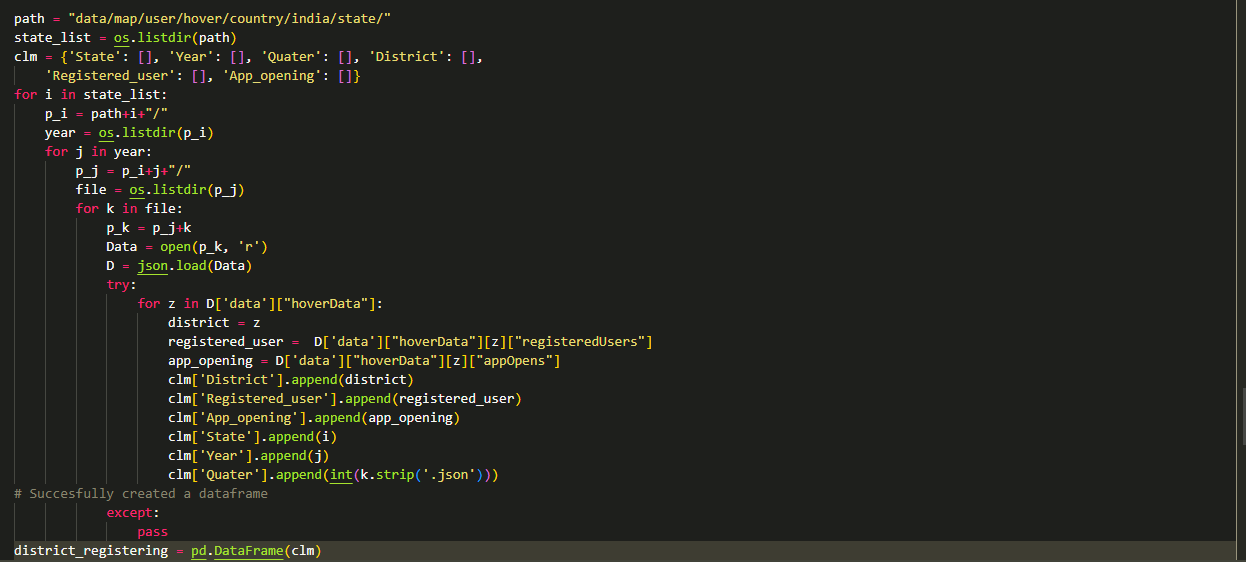 path = "data/map/user/hover/country/india/state/"
state_list = os.listdir(path)
clm = {'State': [], 'Year': [], 'Quater': [], 'District': [],
    'Registered_user': [], 'App_opening': []}
for i in state_list:
    p_i = path+i+"/"
    year = os.listdir(p_i)
    for j in year:
        p_j = p_i+j+"/"
        file = os.listdir(p_j)
        for k in file:
            p_k = p_j+k
            Data = open(p_k, 'r')
            D = json.load(Data)
            try:
                for z in D['data']["hoverData"]:
                    district = z
                    registered_user =  D['data']["hoverData"][z]["registeredUsers"]
                    app_opening = D['data']["hoverData"][z]["appOpens"]
                    clm['District'].append(district)
                    clm['Registered_user'].append(registered_user)
                    clm['App_opening'].append(app_opening)
                    clm['State'].append(i)
                    clm['Year'].append(j)
                    clm['Quater'].append(int(k.strip('.json')))
# Succesfully created a dataframe
            except:
                pass
district_registering = pd.DataFrame(clm)